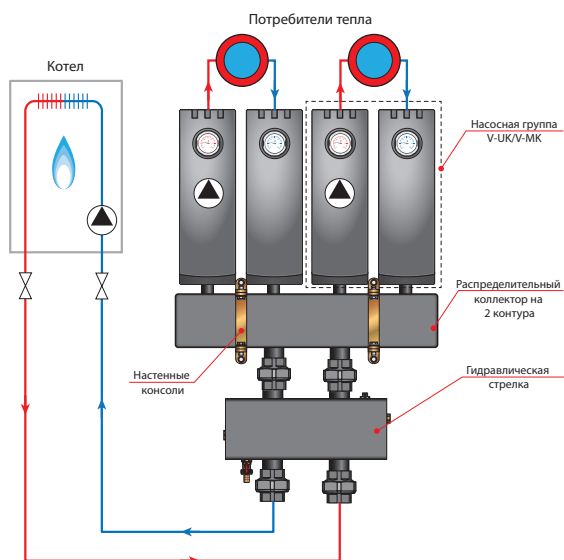 Потребители тепла
Котел
Насосная группа
V-UK/V-MK
Распределительный
коллектор на
2 контура
Настенные
консоли
Гидравлическая
стрелка